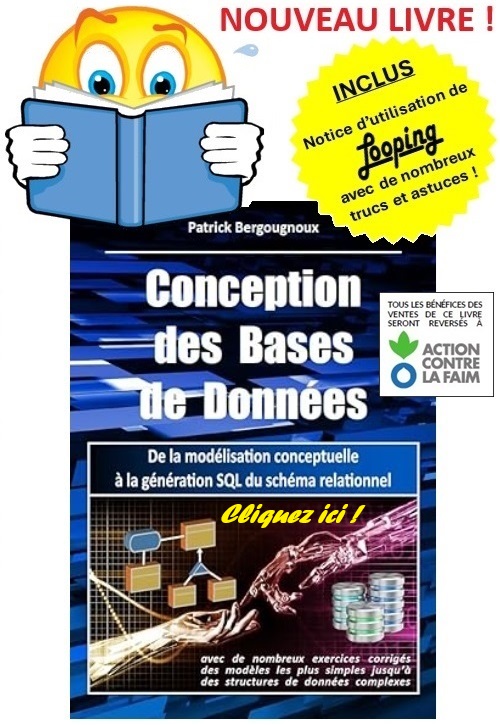 NOUVEAU LIVRE !
INCLUS
Notice d'utilisation de
Looping
avec de nombreux
trucs et astuces !
Patrick Bergougnoux
Conception
des Bases
de Données
TOUS LES BÉNÉFICES DES
VENTES DE CE LIVRE
SERONT REVERSÉS À
ACTION
CONTRE
LA FAIM
De la modélisation conceptuelle
à la génération SQL du schéma relationnel
Cliquez ici !
avec de nombreux exercices corrigés
des modèles les plus simples jusqu'à
des structures de données complexes